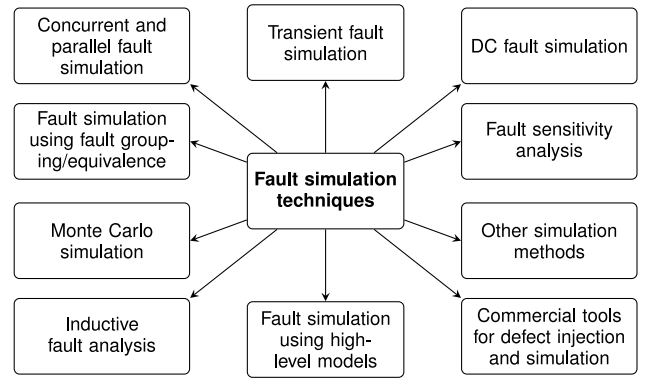 Concurrent and
parallel fault
simulation
Transient fault
simulation
DC fault simulation
Fault simulation
using fault group-
ing/equivalence
Fault sensitivity
analysis
Fault simulation
techniques
Monte Carlo
simulation
Other simulation
methods
Inductive
fault analysis
Fault simulation
using high-
level models
Commercial tools
for defect injection
and simulation